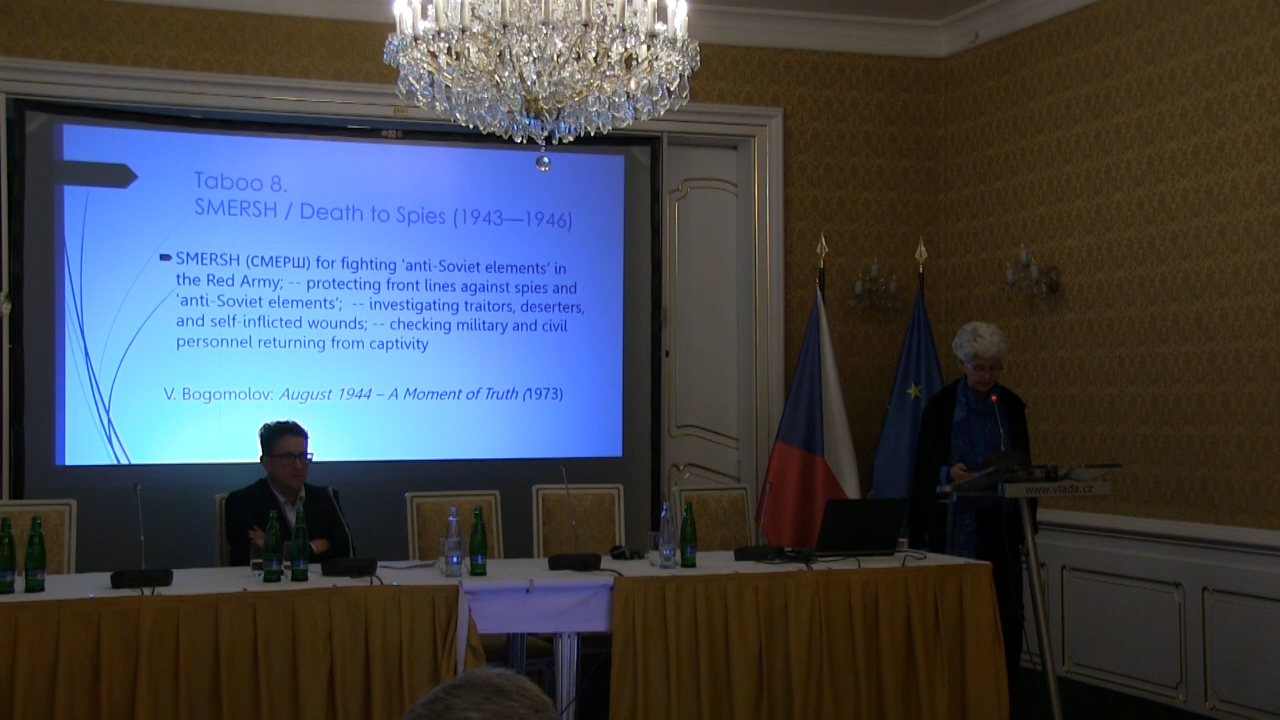 Taboo 8.
SMERSH / Death to Spies (1943—1946)
SMERSH (СМЕРШ) for fighting 'anti-Soviet elements' in
the Red Army; -- protecting front lines against spies and
'anti-Soviet elements'; -- investigating traitors, deserters,
and self-inflicted wounds; -- checking military and civil
personnel returning from captivity
V. Bogomolov: August 1944 – A Moment of Truth (1973)
www.vlada.cz